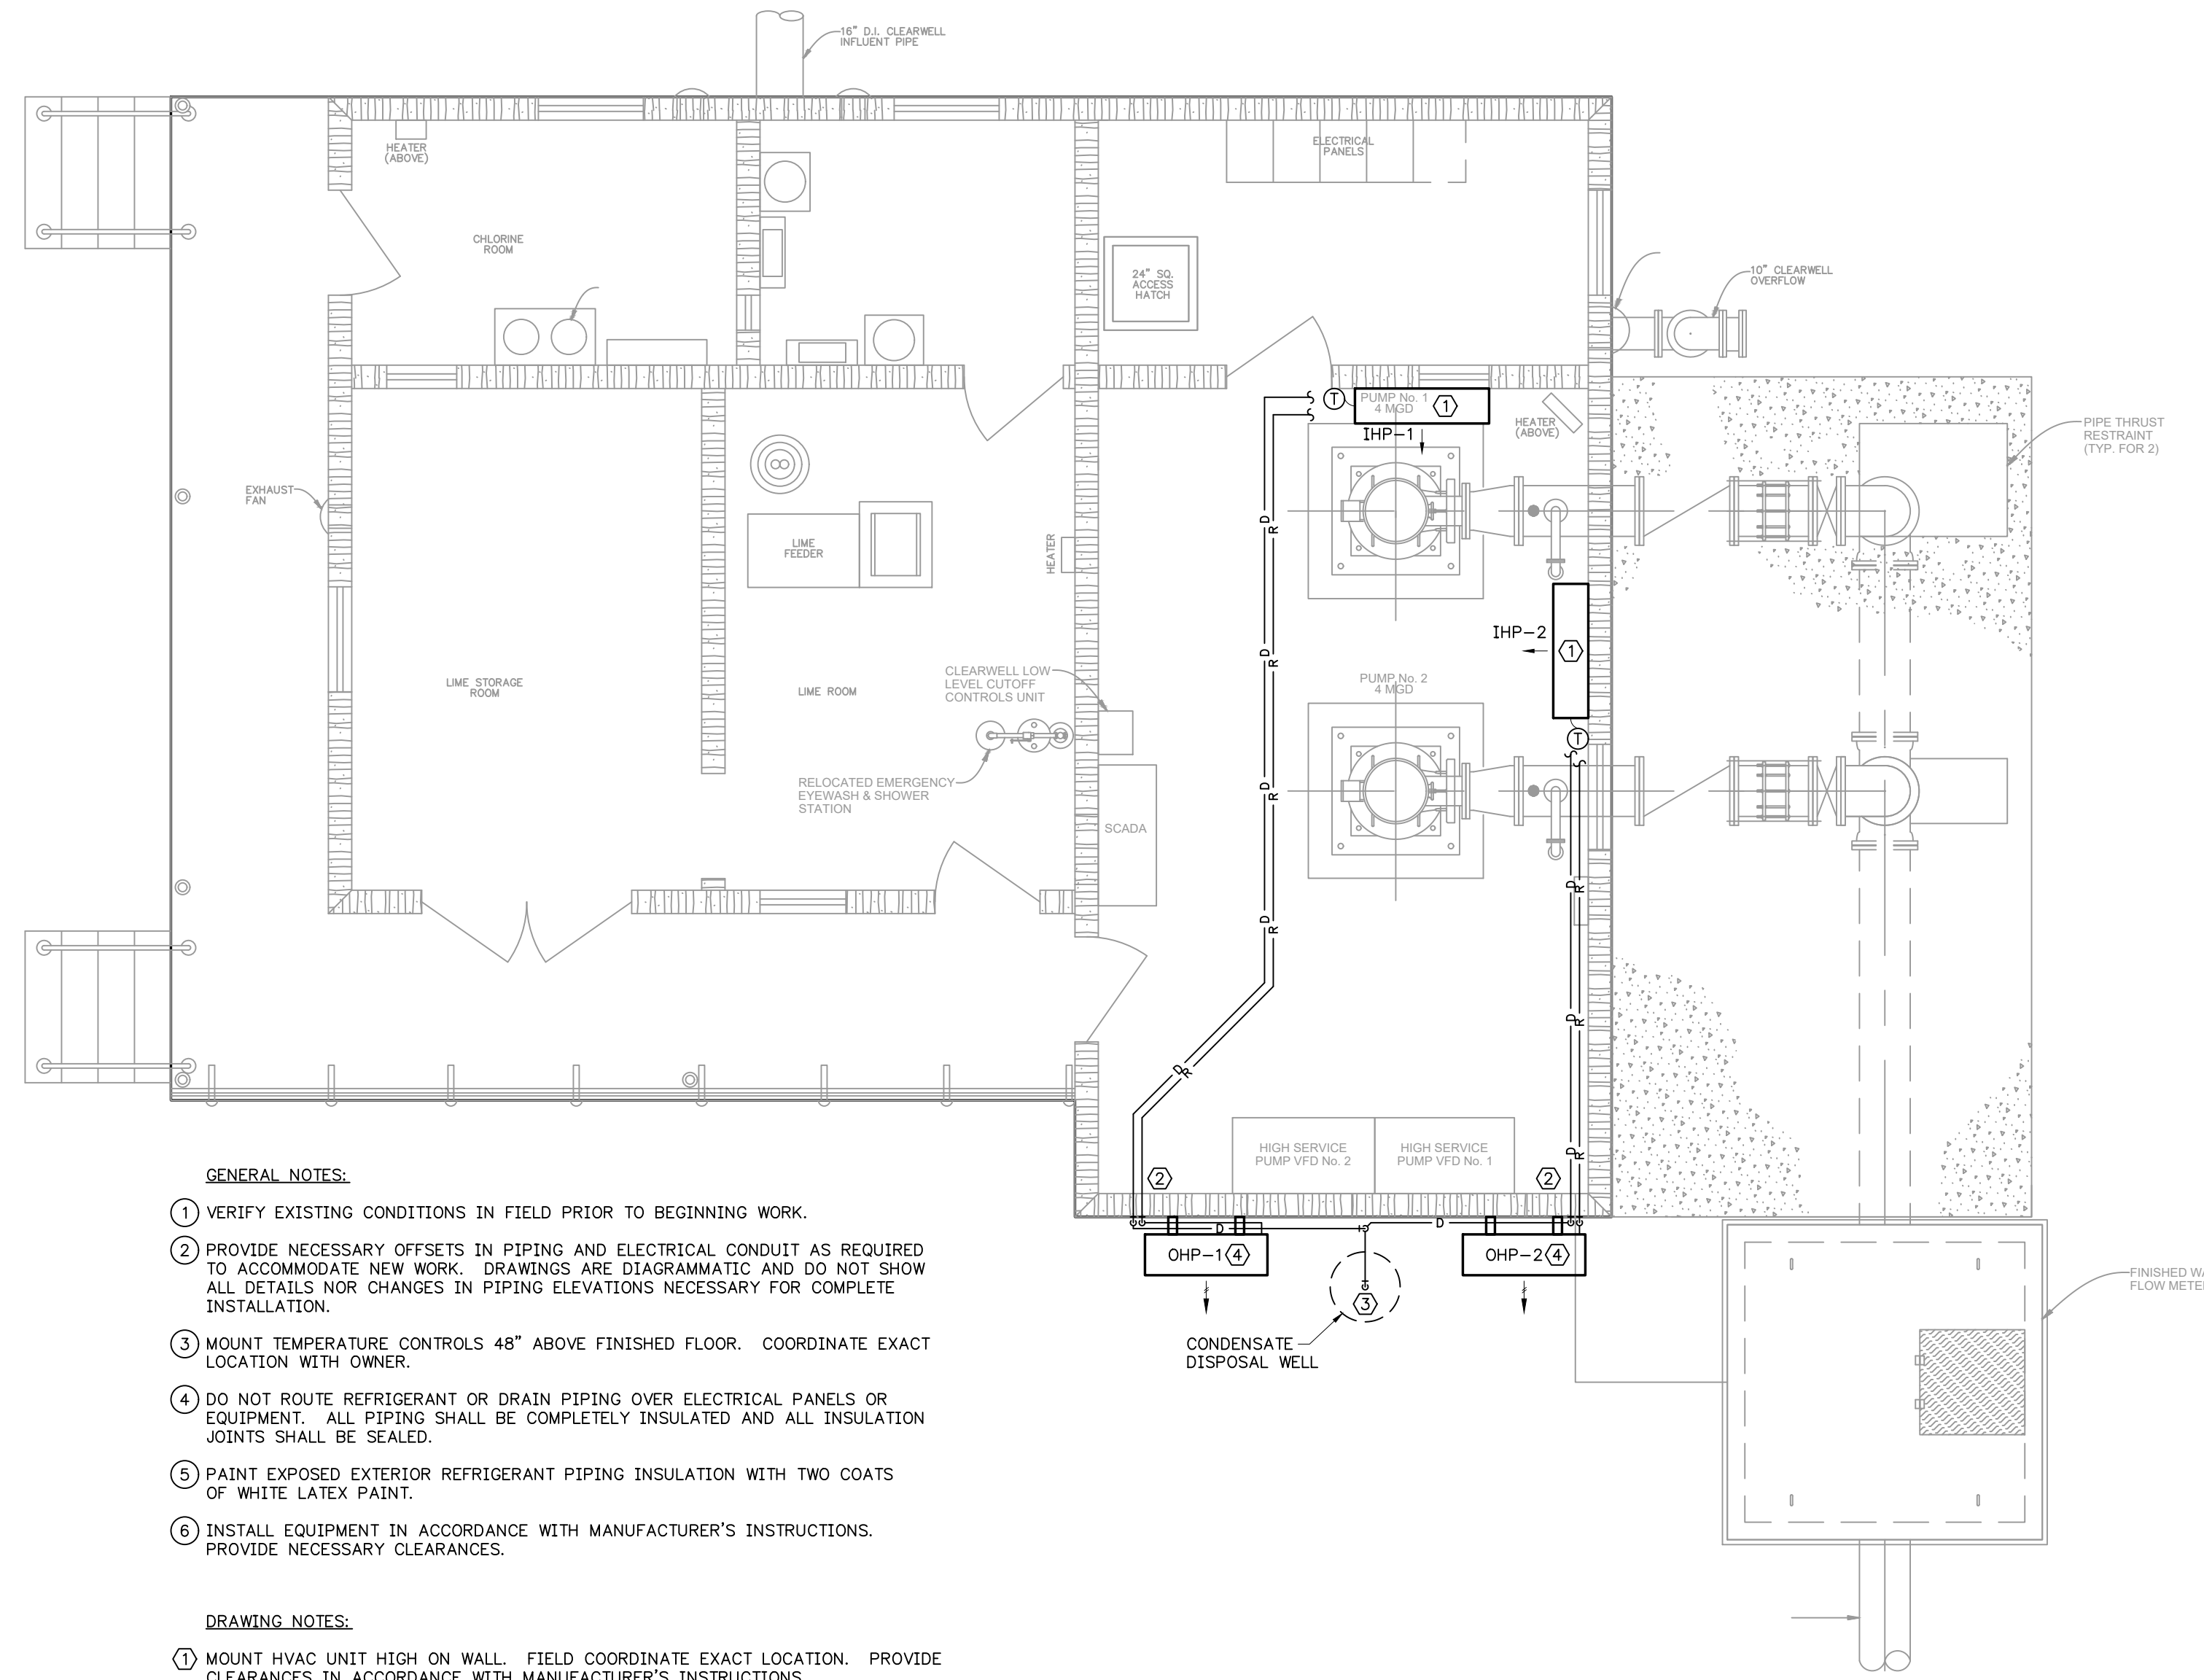 16" D.I. CLEARWELL
INFLUENT PIPE
HEATER
(ABOVE)
ELECTRICAL
PANELS
CHLORINE
ROOM
24" SQ.
ACCESS
HATCH
10" CLEARWELL
OVERFLOW
T
PUMP No. 1
4 MGD
1
IHP-1
HEATER
(ABOVE)
PIPE THRUST
RESTRAINT
(TYP. FOR 2)
EXHAUST
FAN
LIME
FEEDER
HEATER
D
R
D
R
D
R
D
R
IHP-2
1
T
LIME STORAGE
ROOM
LIME ROOM
CLEARWELL LOW
LEVEL CUTOFF
CONTROLS UNIT
PUMP No. 2
4 MGD
RELOCATED EMERGENCY
EYEWASH & SHOWER
STATION
SCADA
D
R
D
R
D
R
D
R
HIGH SERVICE
PUMP VFD No. 2
HIGH SERVICE
PUMP VFD No. 1
2
2
D
D
OHP-1 4
OHP-2 4
3
CONDENSATE
DISPOSAL WELL
FINISHED
FLOW
GENERAL NOTES:
1 VERIFY EXISTING CONDITIONS IN FIELD PRIOR TO BEGINNING WORK.
2 PROVIDE NECESSARY OFFSETS IN PIPING AND ELECTRICAL CONDUIT AS REQUIRED
TO ACCOMMODATE NEW WORK. DRAWINGS ARE DIAGRAMMATIC AND DO NOT SHOW
ALL DETAILS NOR CHANGES IN PIPING ELEVATIONS NECESSARY FOR COMPLETE
INSTALLATION.
3 MOUNT TEMPERATURE CONTROLS 48" ABOVE FINISHED FLOOR. COORDINATE EXACT
LOCATION WITH OWNER.
4 DO NOT ROUTE REFRIGERANT OR DRAIN PIPING OVER ELECTRICAL PANELS OR
EQUIPMENT. ALL PIPING SHALL BE COMPLETELY INSULATED AND ALL INSULATION
JOINTS SHALL BE SEALED.
5 PAINT EXPOSED EXTERIOR REFRIGERANT PIPING INSULATION WITH TWO COATS
OF WHITE LATEX PAINT.
6 INSTALL EQUIPMENT IN ACCORDANCE WITH MANUFACTURER'S INSTRUCTIONS.
PROVIDE NECESSARY CLEARANCES.
DRAWING NOTES:
1 MOUNT HVAC UNIT HIGH ON WALL. FIELD COORDINATE EXACT LOCATION. PROVIDE
CLEARANCES IN ACCORDANCE WITH MANUFACTURER'S INSTRUCTIONS